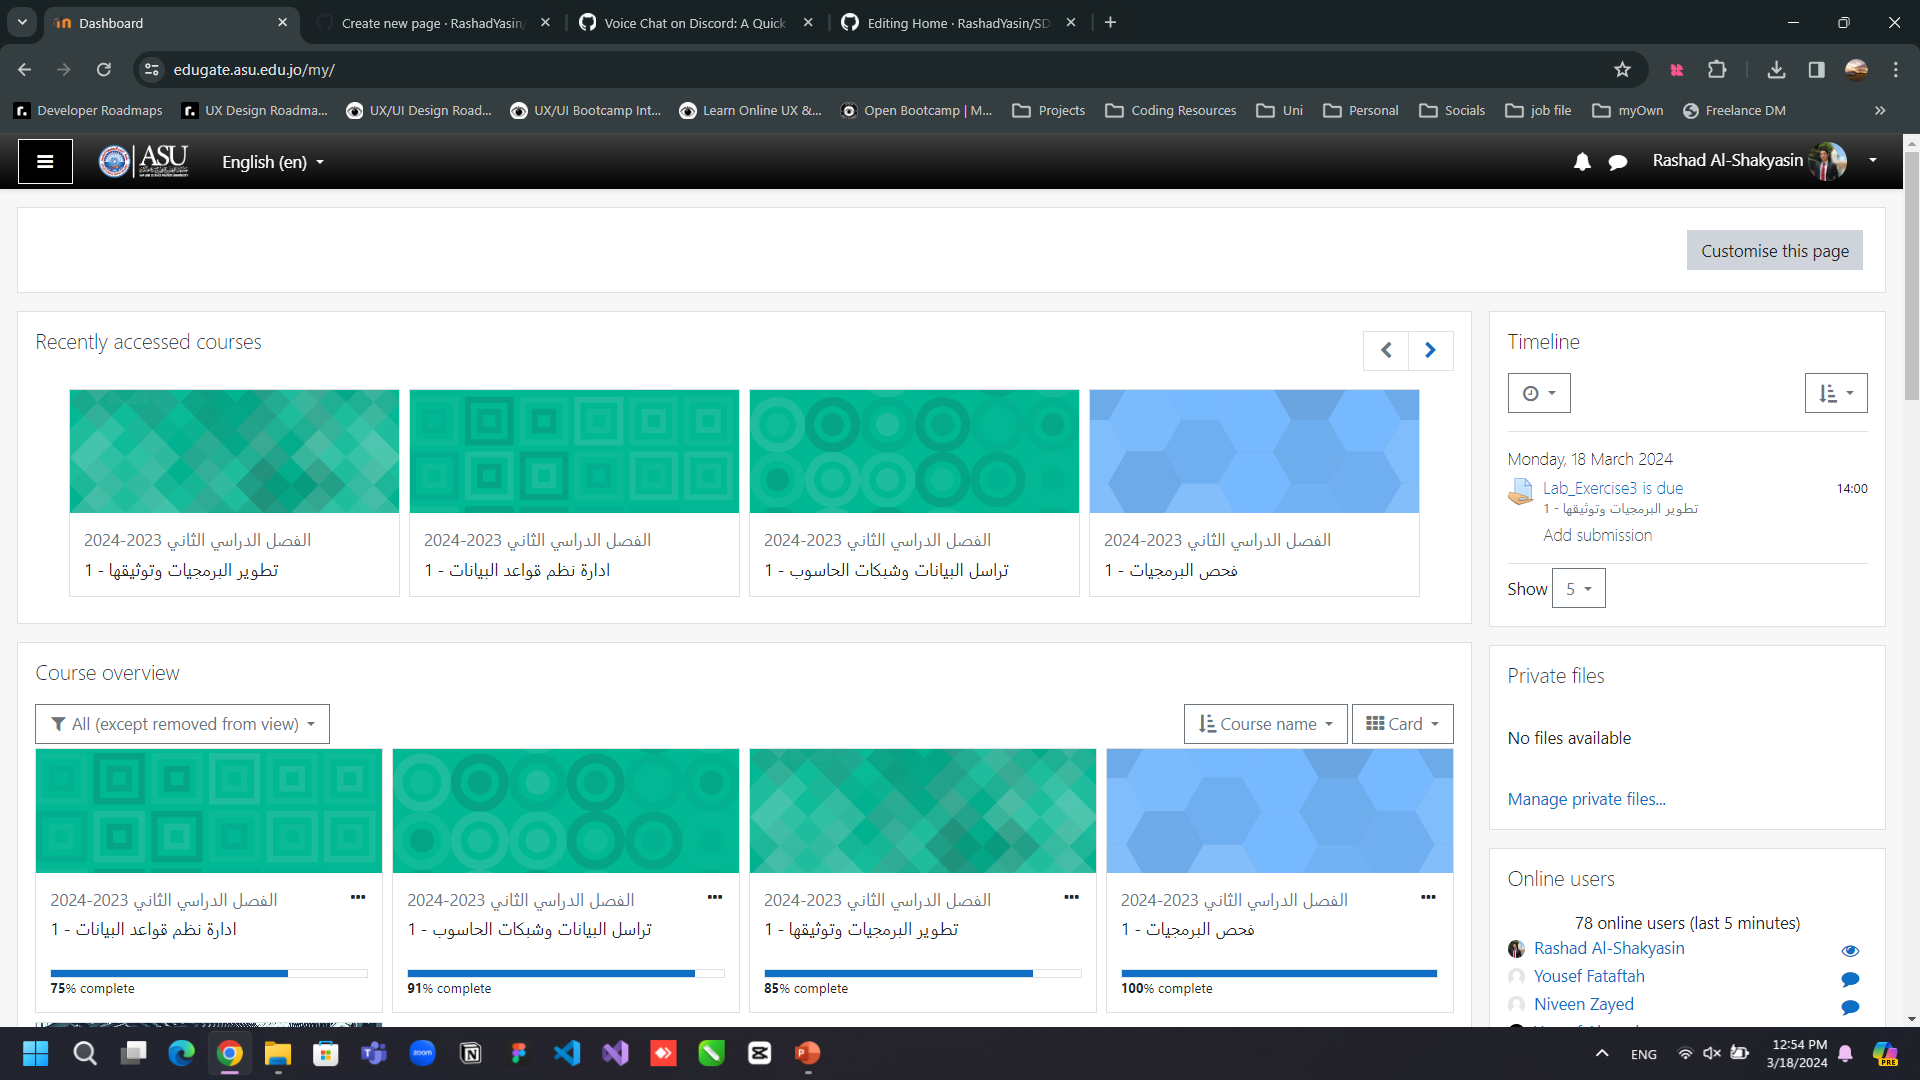 Dashboard
Create new page · RashadYasin/
Voice Chat on Discord: A Quick
Editing Home · RashadYasin/SD
edugate.asu.edu.jo/my/
Developer Roadmaps
UX Design Roadma...
UX/UI Design Road...
UX/UI Bootcamp Int...
Learn Online UX &...
Open Bootcamp | M...
Projects
Coding Resources
Uni
Personal
Socials
job file
myOwn
Freelance DM
ASU
English (en)
Rashad Al-Shakyasin
Customise this page
Recently accessed courses
الفصل الدراسي الثاني 2023-2024
تطوير البرمجيات وتوثيقها - 1
الفصل الدراسي الثاني 2023-2024
ادارة نظم قواعد البيانات - 1
الفصل الدراسي الثاني 2023-2024
تراسل البيانات وشبكات الحاسوب - 1
الفصل الدراسي الثاني 2023-2024
فحص البرمجيات - 1
Timeline
Monday, 18 March 2024
Lab_Exercise3 is due
14:00
تطوير البرمجيات وتوثيقها - 1
Add submission
Show 5
Course overview
All (except removed from view)
Course name
Card
الفصل الدراسي الثاني 2023-2024
ادارة نظم قواعد البيانات - 1
75% complete
الفصل الدراسي الثاني 2023-2024
تراسل البيانات وشبكات الحاسوب - 1
91% complete
الفصل الدراسي الثاني 2023-2024
تطوير البرمجيات وتوثيقها - 1
85% complete
الفصل الدراسي الثاني 2023-2024
فحص البرمجيات - 1
100% complete
Private files
No files available
Manage private files...
Online users
78 online users (last 5 minutes)
Rashad Al-Shakyasin
Yousef Fataftah
Niveen Zayed
zoom
ENG
12:54 PM
3/18/2024
PRE